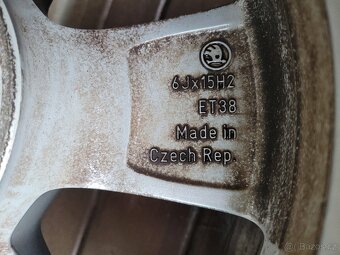 6Jx15H2
ET38
Made in
Czech Rep.